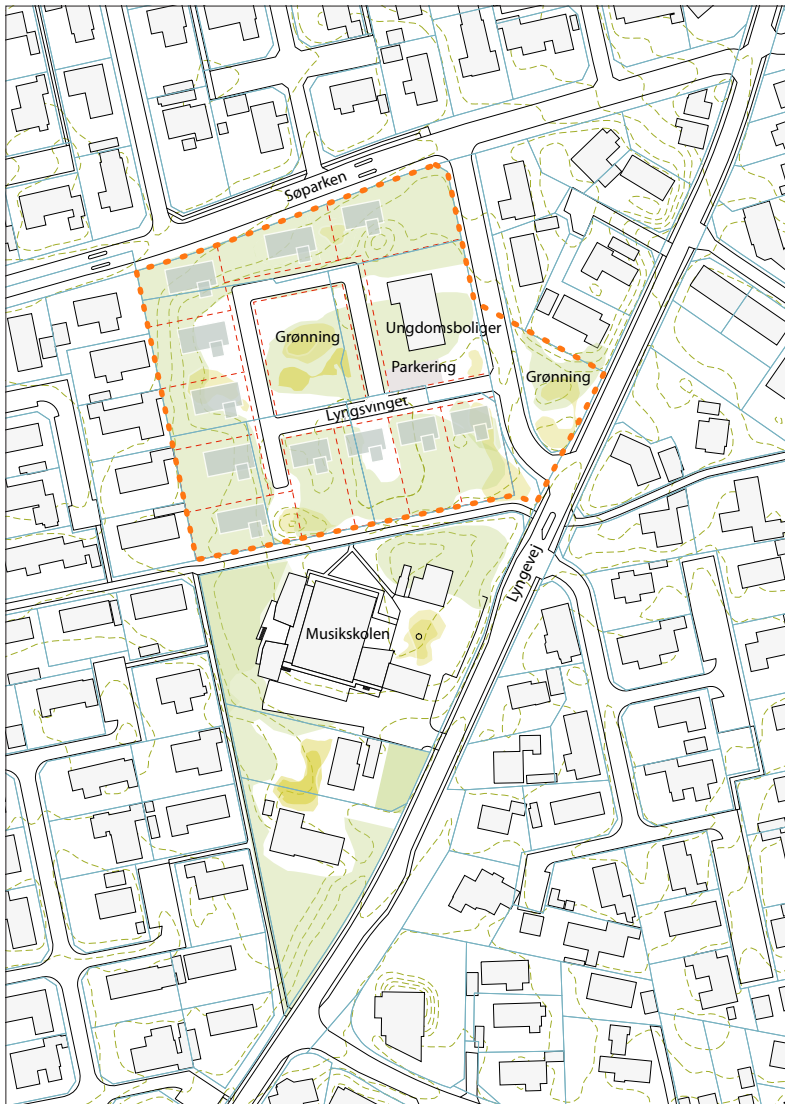 Søparken
Grønning
Ungdomsboliger
Parkering
Grønning
Lyngsvinget
Lyngevej
Musikskolen